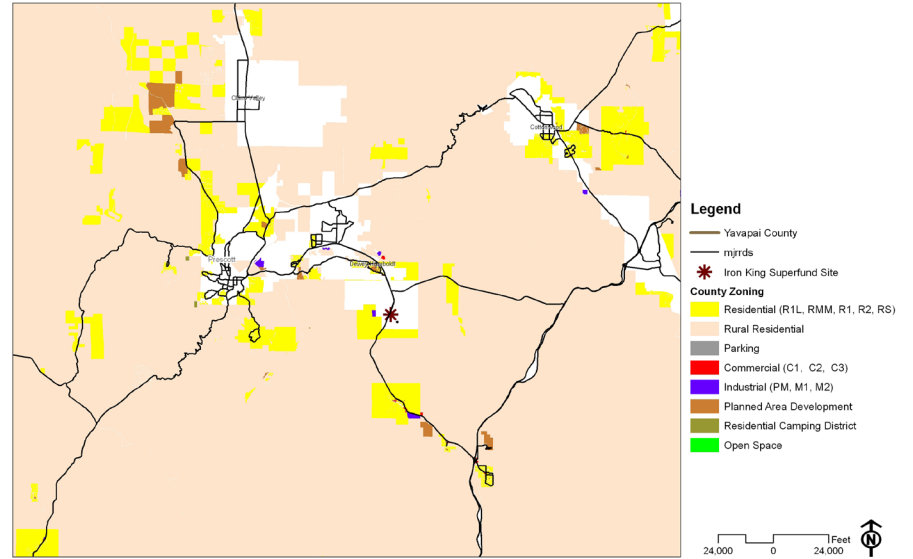 Chino Valley
Cottonwood
Prescott
Dewey-Humboldt
Legend
Yavapai County
mjrrds
Iron King Superfund Site
County Zoning
Residential (R1L, RMM, R1, R2, RS)
Rural Residential
Parking
Commercial (C1, C2, C3)
Industrial (PM, M1, M2)
Planned Area Development
Residential Camping District
Open Space
Feet
24,000 0 24,000
N